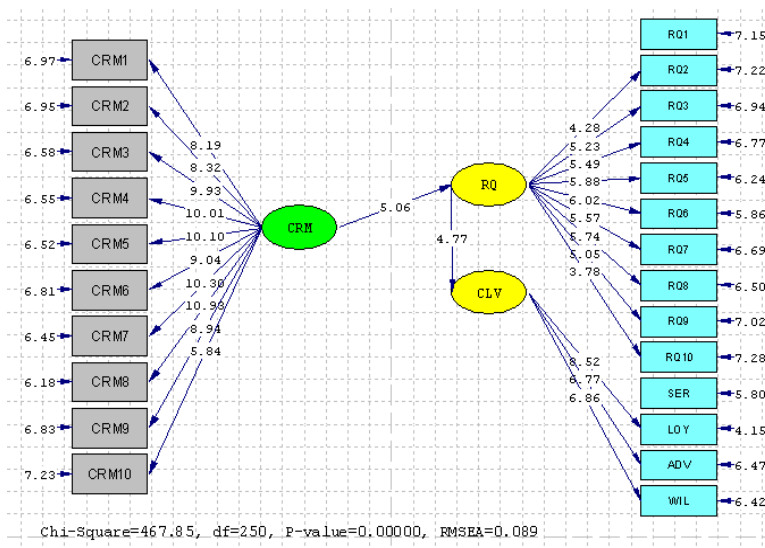 6.97 CRM1
6.95 CRM2
6.58 CRM3
6.55 CRM4
6.52 CRM5
6.81 CRM6
6.45 CRM7
6.18 CRM8
6.83 CRM9
7.23 CRM10
8.19
8.32
9.93
10.01
10.10
9.04
10.30
10.93
8.94
5.84
CRM
5.06
RQ
4.77
CLV
4.28
5.23
5.49
5.88
6.02
5.57
5.74
5.05
3.78
8.52
6.77
6.86
RQ1 7.15
RQ2 7.22
RQ3 6.94
RQ4 6.77
RQ5 6.24
RQ6 5.86
RQ7 6.69
RQ8 6.50
RQ9 7.02
RQ10 7.28
SER 5.80
LOY 4.15
ADV 6.47
WIL 6.42
Chi-Square=467.85, df=250, P-value=0.00000, RMSEA=0.089